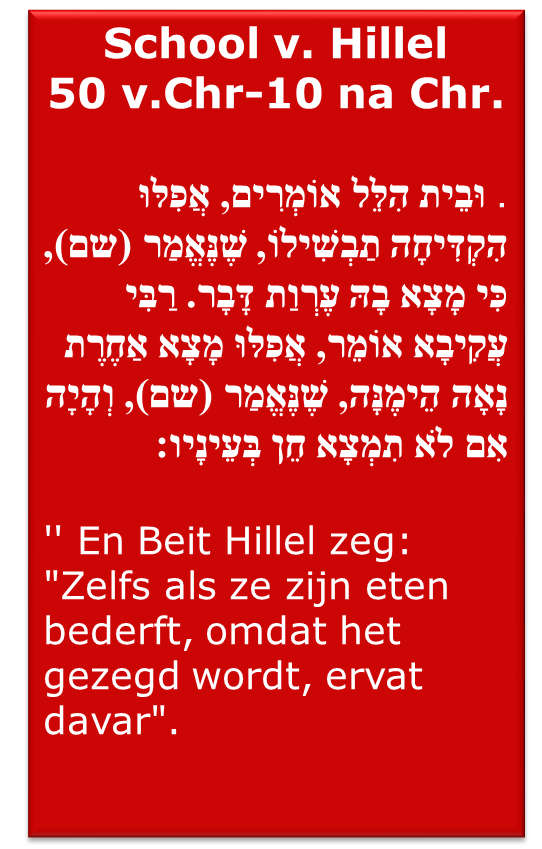 School v. Hillel
50 v.Chr-10 na Chr.
. וּבֵית הִלֵּל אוֹמְרִים, אֲפִלּוּ
הִקְדִּיחָה תַבְשִׁילוֹ, שֶׁנֶּאֱמַר (שם),
כִּי מָצָא בָהּ עֶרְוַת דָּבָר. רַבִּי
עֲקִיבָא אוֹמֵר, אֲפִלּוּ מָצָא אַחֶרֶת
נָאָה הֵימֶנָּה, שֶׁנֶּאֱמַר (שם), וְהָיָה
אִם לֹא תִמְצָא חֵן בְּעֵינָיו:
" En Beit Hillel zeg:
"Zelfs als ze zijn eten
bederft, omdat het
gezegd wordt, ervat
davar".